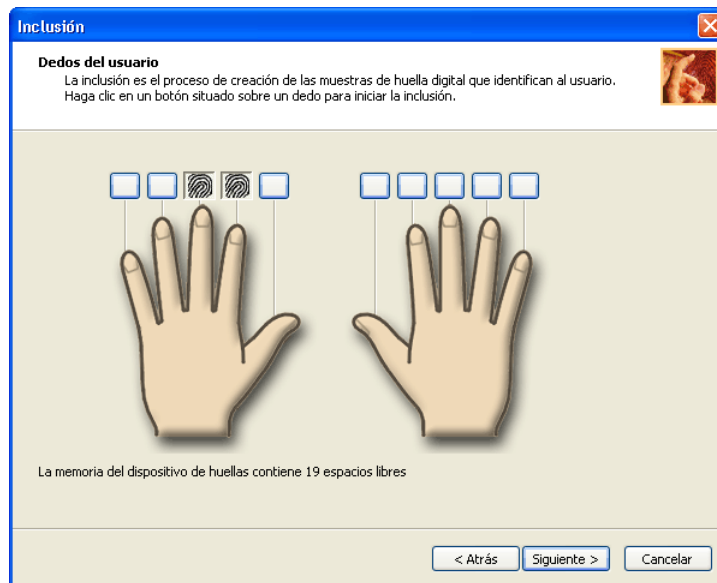 Inclusión
Dedos del usuario
La inclusión es el proceso de creación de las muestras de huella digital que identifican al usuario.
Haga clic en un botón situado sobre un dedo para iniciar la inclusión.
La memoria del dispositivo de huellas contiene 19 espacios libres
< Atrás
Siguiente >
Cancelar